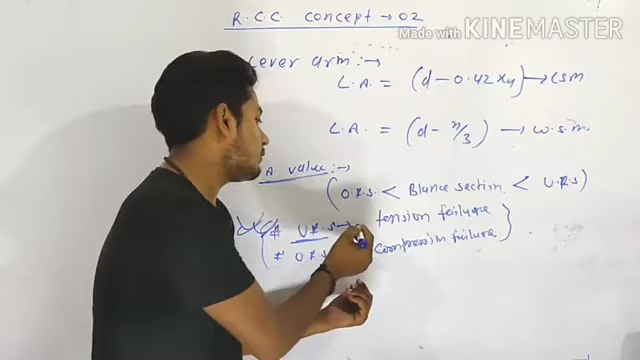 Made with KINEMASTER
R.C.C. concept → 02
Lever arm :→
L.A. = (d - 0.42 xu) → LSM
L.A. = (d - n/3) → W.S.M.
A. value :→
(O.R.S. < Blance section < U.R.S)
* U.R.S → tension failure
* O.R.S compression failure